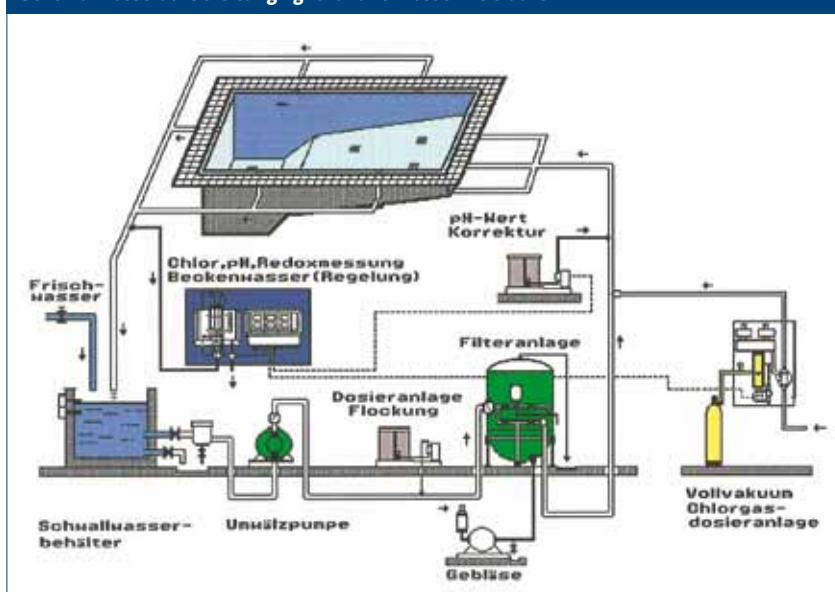 pH-Wert
Korrektur
Chlor,pH,Redoxmessung
Beckenwasser(Regelung)
Frisch-
wasser
Filteranlage
Dosieranlage
Flockung
Schwallwasser-
behälter
Umwälzpumpe
Gebläse
Vollvakuum
Chlorgas-
dosieranlage